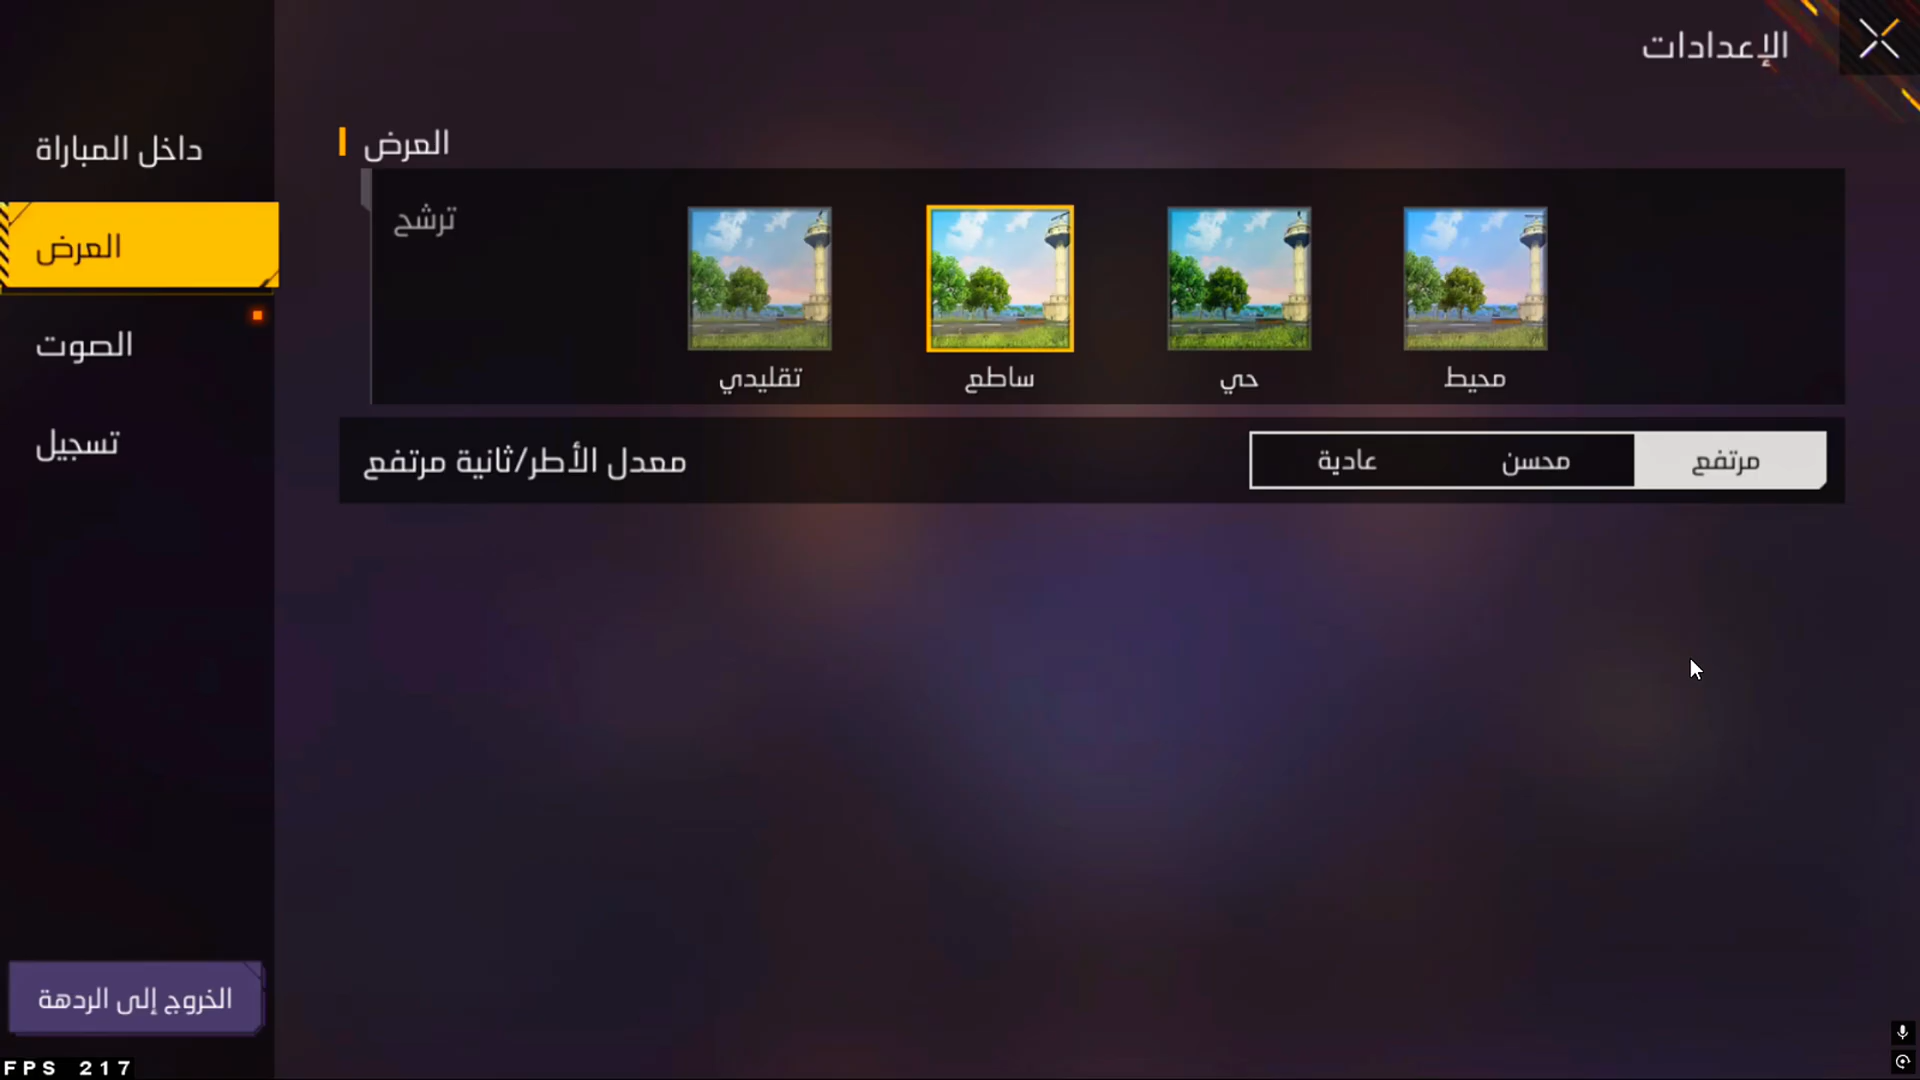 الإعدادات
داخل المباراة
العرض
الصوت
تسجيل
الخروج إلى الردهة
العرض
ترشح
تقليدي
ساطع
حي
محيط
معدل الأطر/ثانية مرتفع
عادية
محسن
مرتفع
FPS 217